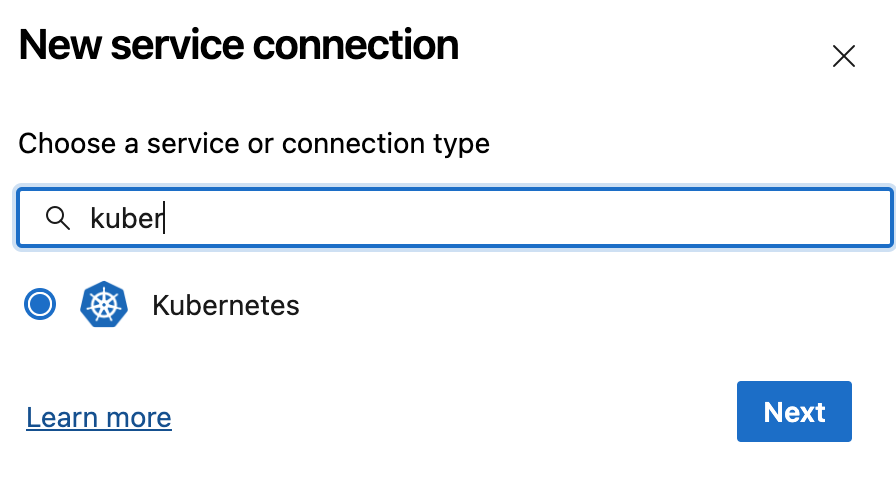 New service connection
Choose a service or connection type
kuber
Kubernetes
Learn more
Next